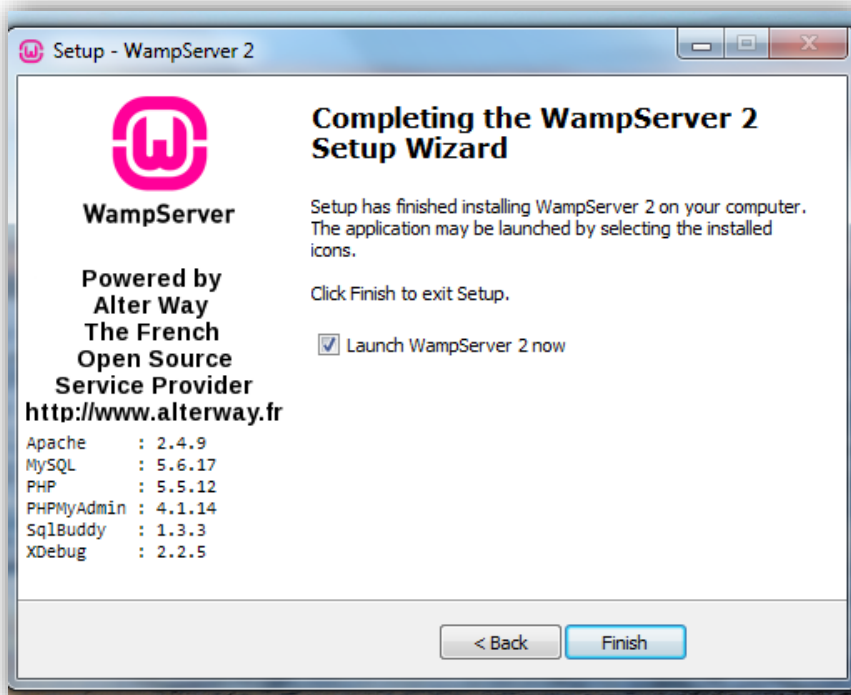 Setup - WampServer 2
WampServer
Powered by
Alter Way
The French
Open Source
Service Provider
http://www.alterway.fr
Apache : 2.4.9
MySQL : 5.6.17
PHP : 5.5.12
PHPMyAdmin : 4.1.14
SqlBuddy : 1.3.3
XDebug : 2.2.5
Completing the WampServer 2
Setup Wizard
Setup has finished installing WampServer 2 on your computer.
The application may be launched by selecting the installed
icons.
Click Finish to exit Setup.
Launch WampServer 2 now
< Back
Finish